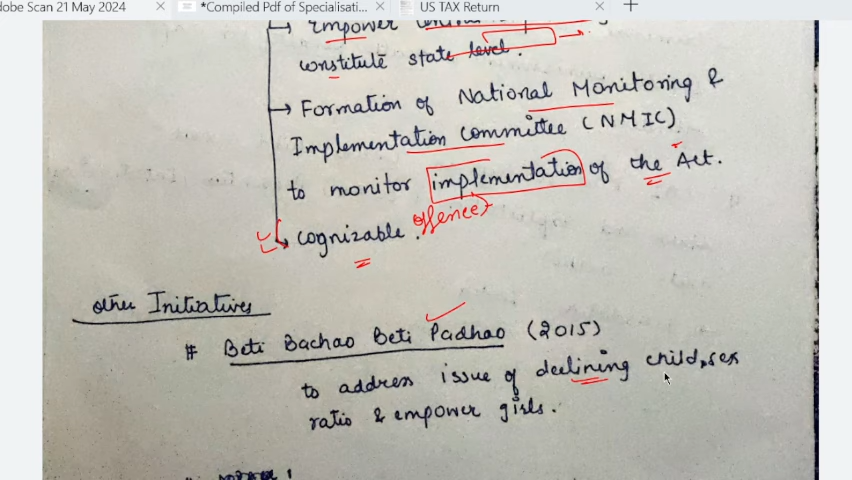 dobe Scan 21 May 2024
*Compiled Pdf of Specialisati...
US TAX Return
→ Empower
constitute state level.
→ Formation of National Monitoring &
Implementation Committee (NMIC)
to monitor implementation of the Act.
→ cognizable offence.
other Initiatives
# Beti Bachao Beti Padhao (2015)
to address issue of declining child sex
ratio & empower girls.